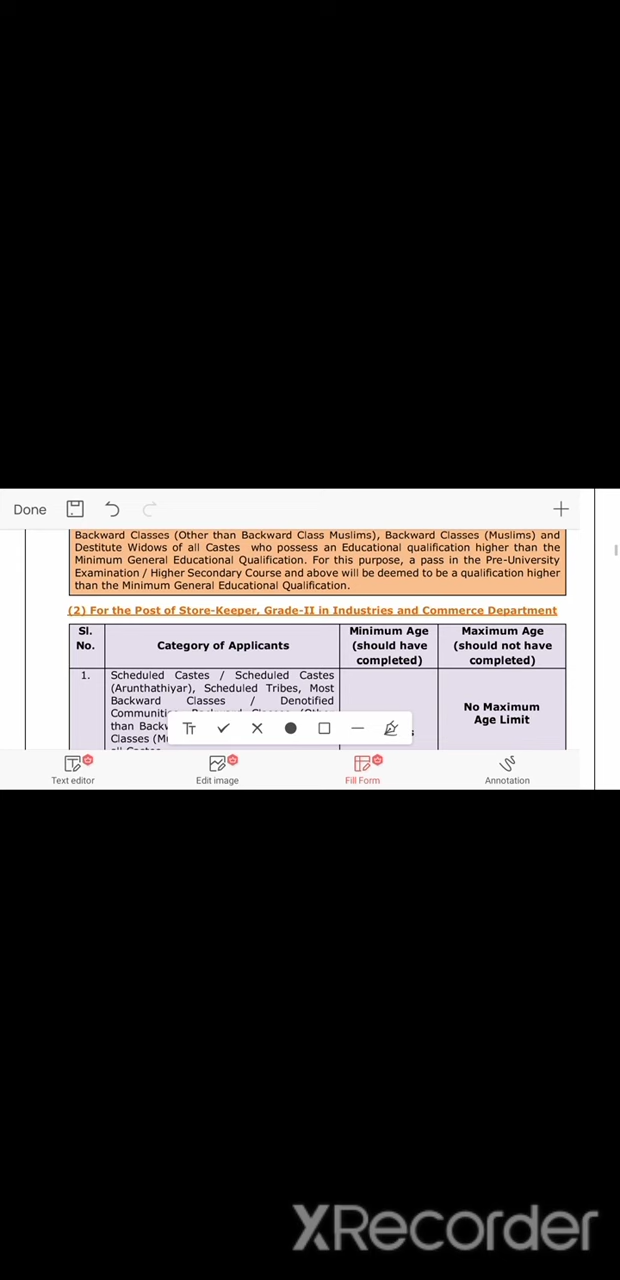 Done
Backward Classes (Other than Backward Class Muslims), Backward Classes (Muslims) and
Destitute Widows of all Castes who possess an Educational qualification higher than the
Minimum General Educational Qualification. For this purpose, a pass in the Pre-University
Examination / Higher Secondary Course and above will be deemed to be a qualification higher
than the Minimum General Educational Qualification.
(2) For the Post of Store-Keeper, Grade-II in Industries and Commerce Department
Sl. No.
Category of Applicants
Minimum Age
(should have
completed)
Maximum Age
(should not have
completed)
1.
Scheduled Castes / Scheduled Castes
(Arunthathiyar), Scheduled Tribes, Most
Backward Classes / Denotified
than
Classes
No Maximum
Age Limit
Tт
Text editor
Edit image
Fill Form
Annotation
XRecorder